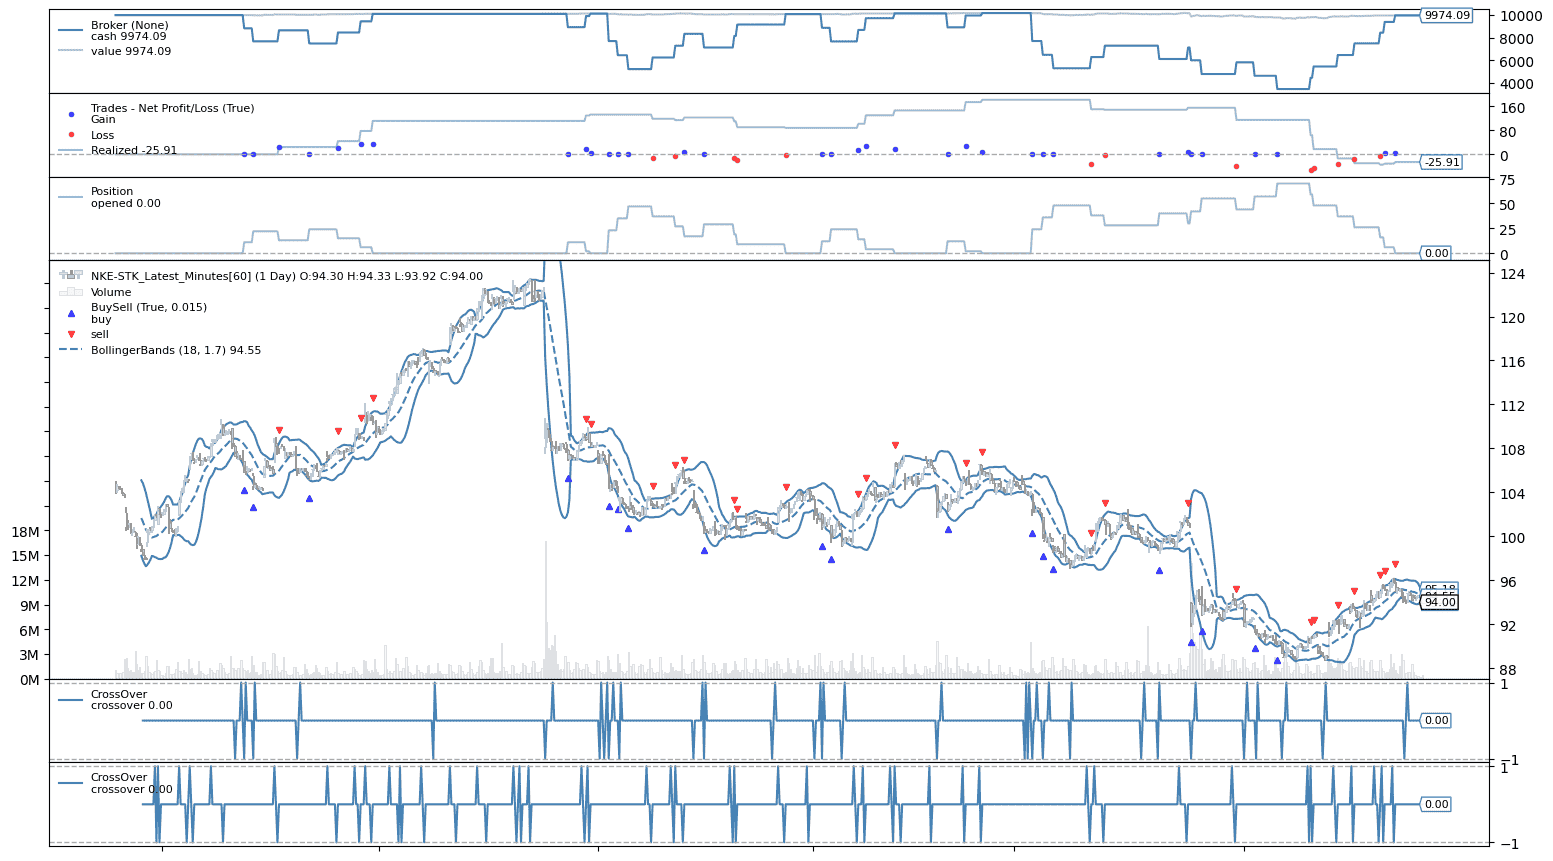 Broker (None)
cash 9974.09
value 9974.09
9974.09
10000
8000
6000
4000
Trades - Net Profit/Loss (True)
Gain
Loss
Realized -25.91
160
80
0
-25.91
Position
opened 0.00
75
50
25
0
0.00
NKE-STK_Latest_Minutes[60] (1 Day) O:94.30 H:94.33 L:93.92 C:94.00
Volume
BuySell (True, 0.015)
buy
sell
BollingerBands (18, 1.7) 94.55
124
120
116
112
108
104
100
96
92
88
18M
15M
12M
9M
6M
3M
0M
94.00
CrossOver
crossover 0.00
1
0.00
−1
CrossOver
crossover 0.00
1
0.00
−1